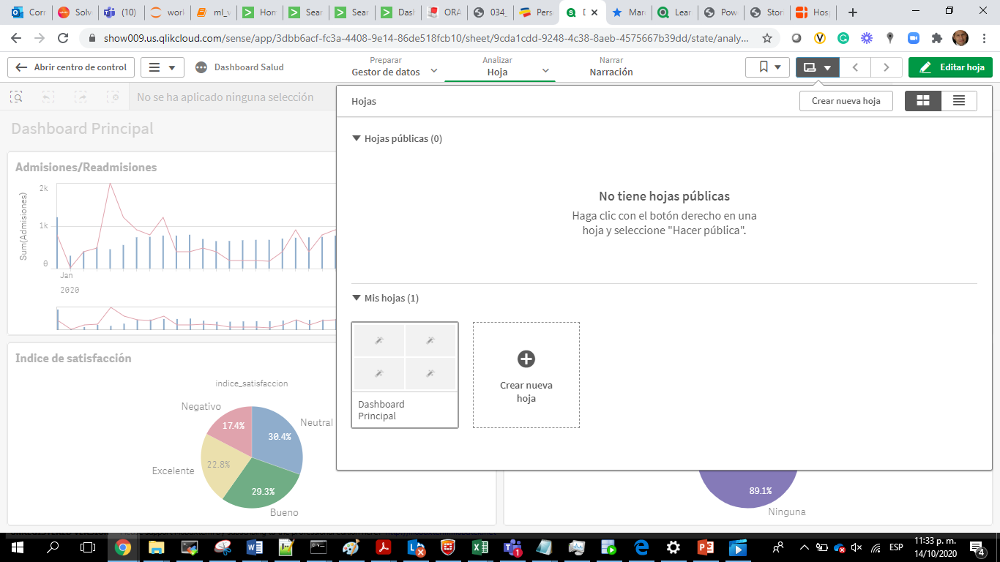 Corr
Solv
(10)
worl
ml_v
Hom
Sear
Sear
Dash
ORA
034_
Pers
D
Mar
Lear
Pow
Stor
Hosp
show009.us.qlikcloud.com/sense/app/3dbb6acf-fc3a-4408-9e14-86de518fcb10/sheet/9cda1cdd-9248-4c38-8aeb-4575667b39dd/state/analy...
Abrir centro de control
Dashboard Salud
Preparar
Gestor de datos
Analizar
Hoja
Narrar
Narración
Editar hoja
No se ha aplicado ninguna selección
Hojas
Crear nueva hoja
Dashboard Principal
Hojas públicas (0)
Admisiones/Readmisiones
Sum(Admisiones)
2k
1k
0
Jan
2020
No tiene hojas públicas
Haga clic con el botón derecho en una
hoja y seleccione "Hacer pública".
Mis hojas (1)
Dashboard
Principal
Crear nueva
hoja
Indice de satisfacción
indice_satisfaccion
Negativo
17.4%
Neutral
30.4%
Excelente
22.8%
29.3%
Bueno
89.1%
Ninguna
ESP
11:33 p. m.
14/10/2020
1
4